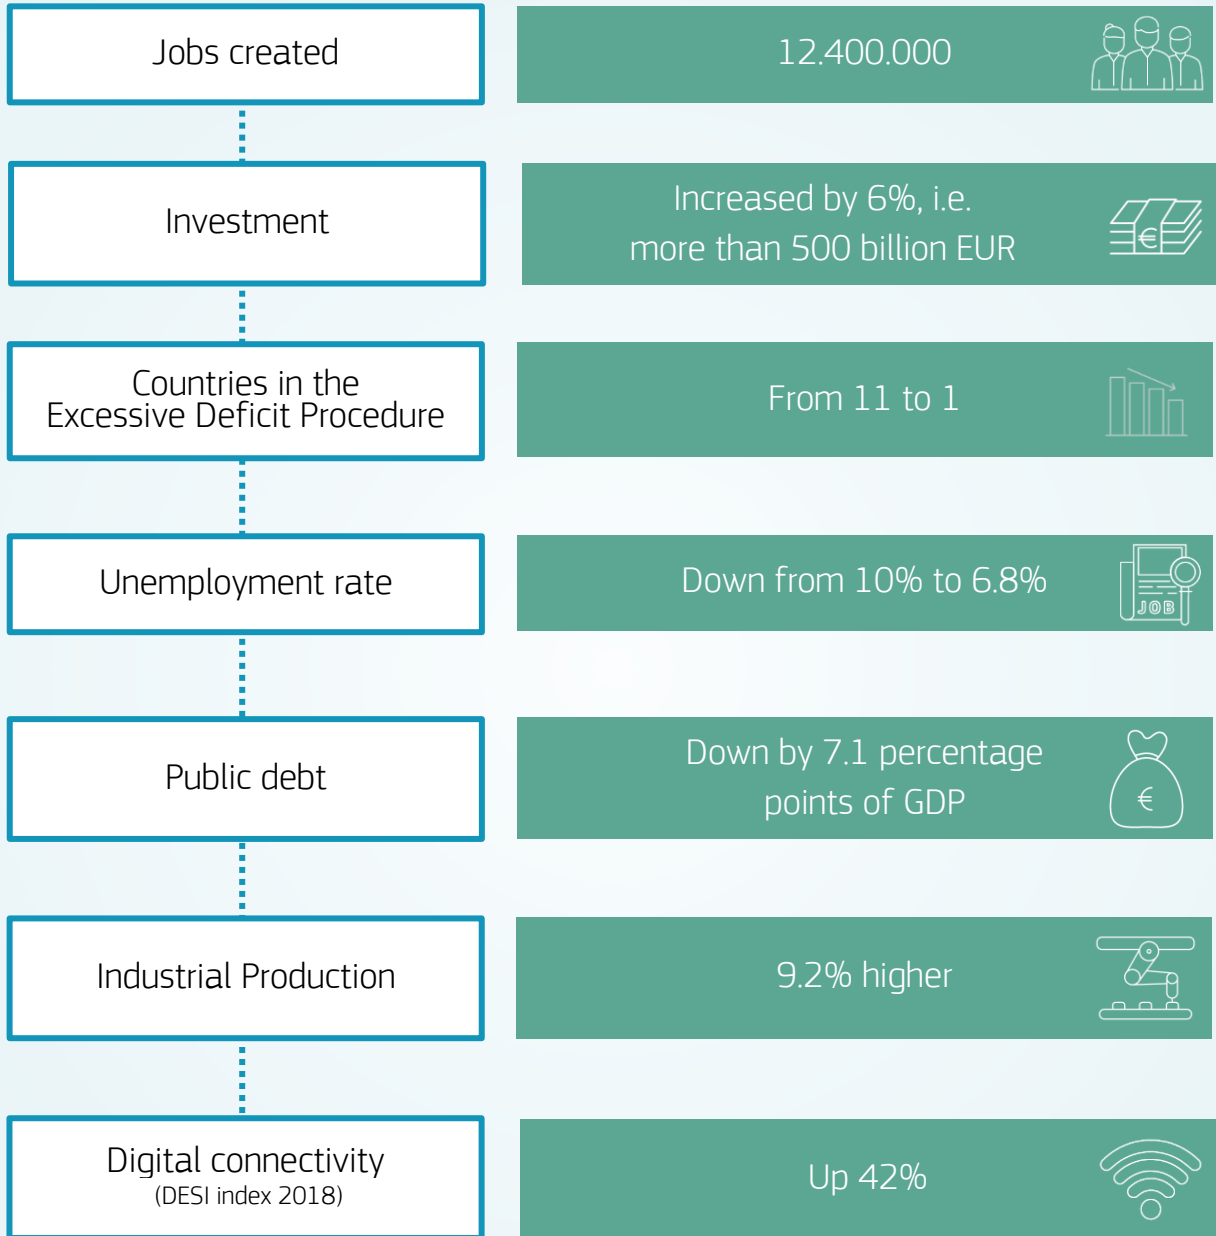 Jobs created
12.400.000
Investment
Increased by 6%, i.e.
more than 500 billion EUR
€
Countries in the
Excessive Deficit Procedure
From 11 to 1
Unemployment rate
Down from 10% to 6.8%
JOB
Public debt
Down by 7.1 percentage
points of GDP
€
Industrial Production
9.2% higher
Digital connectivity
(DESI index 2018)
Up 42%